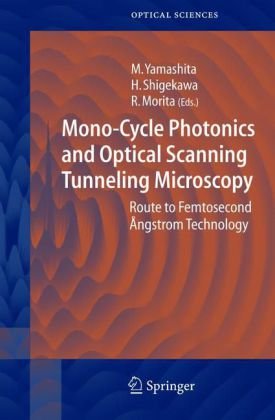 OPTICAL SCIENCES
M. Yamashita
H. Shigekawa
R. Morita (Eds.)
Mono-Cycle Photonics
and Optical Scanning
Tunneling Microscopy
Route to Femtosecond
Ångstrom Technology
Springer